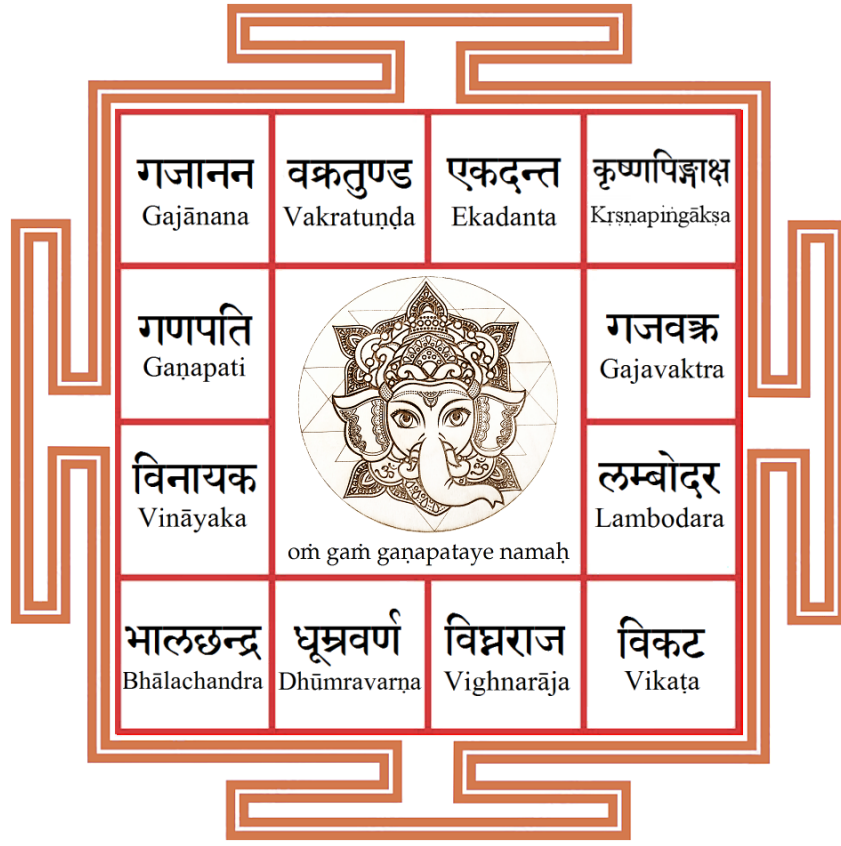 गजानन
Gajānana
वक्रतुण्ड
Vakratuṇḍa
एकदन्त
Ekadanta
कृष्णपिङ्गाक्ष
Kṛṣṇapiṅgākṣa
गणपति
Gaṇapati
गजवक्त्र
Gajavaktra
विनायक
Vināyaka
लम्बोदर
Lambodara
oṁ gaṁ gaṇapataye namaḥ
भालछन्द्र
Bhālachandra
धूम्रवर्ण
Dhūmravarṇa
विघ्नराज
Vighnarāja
विकट
Vikaṭa